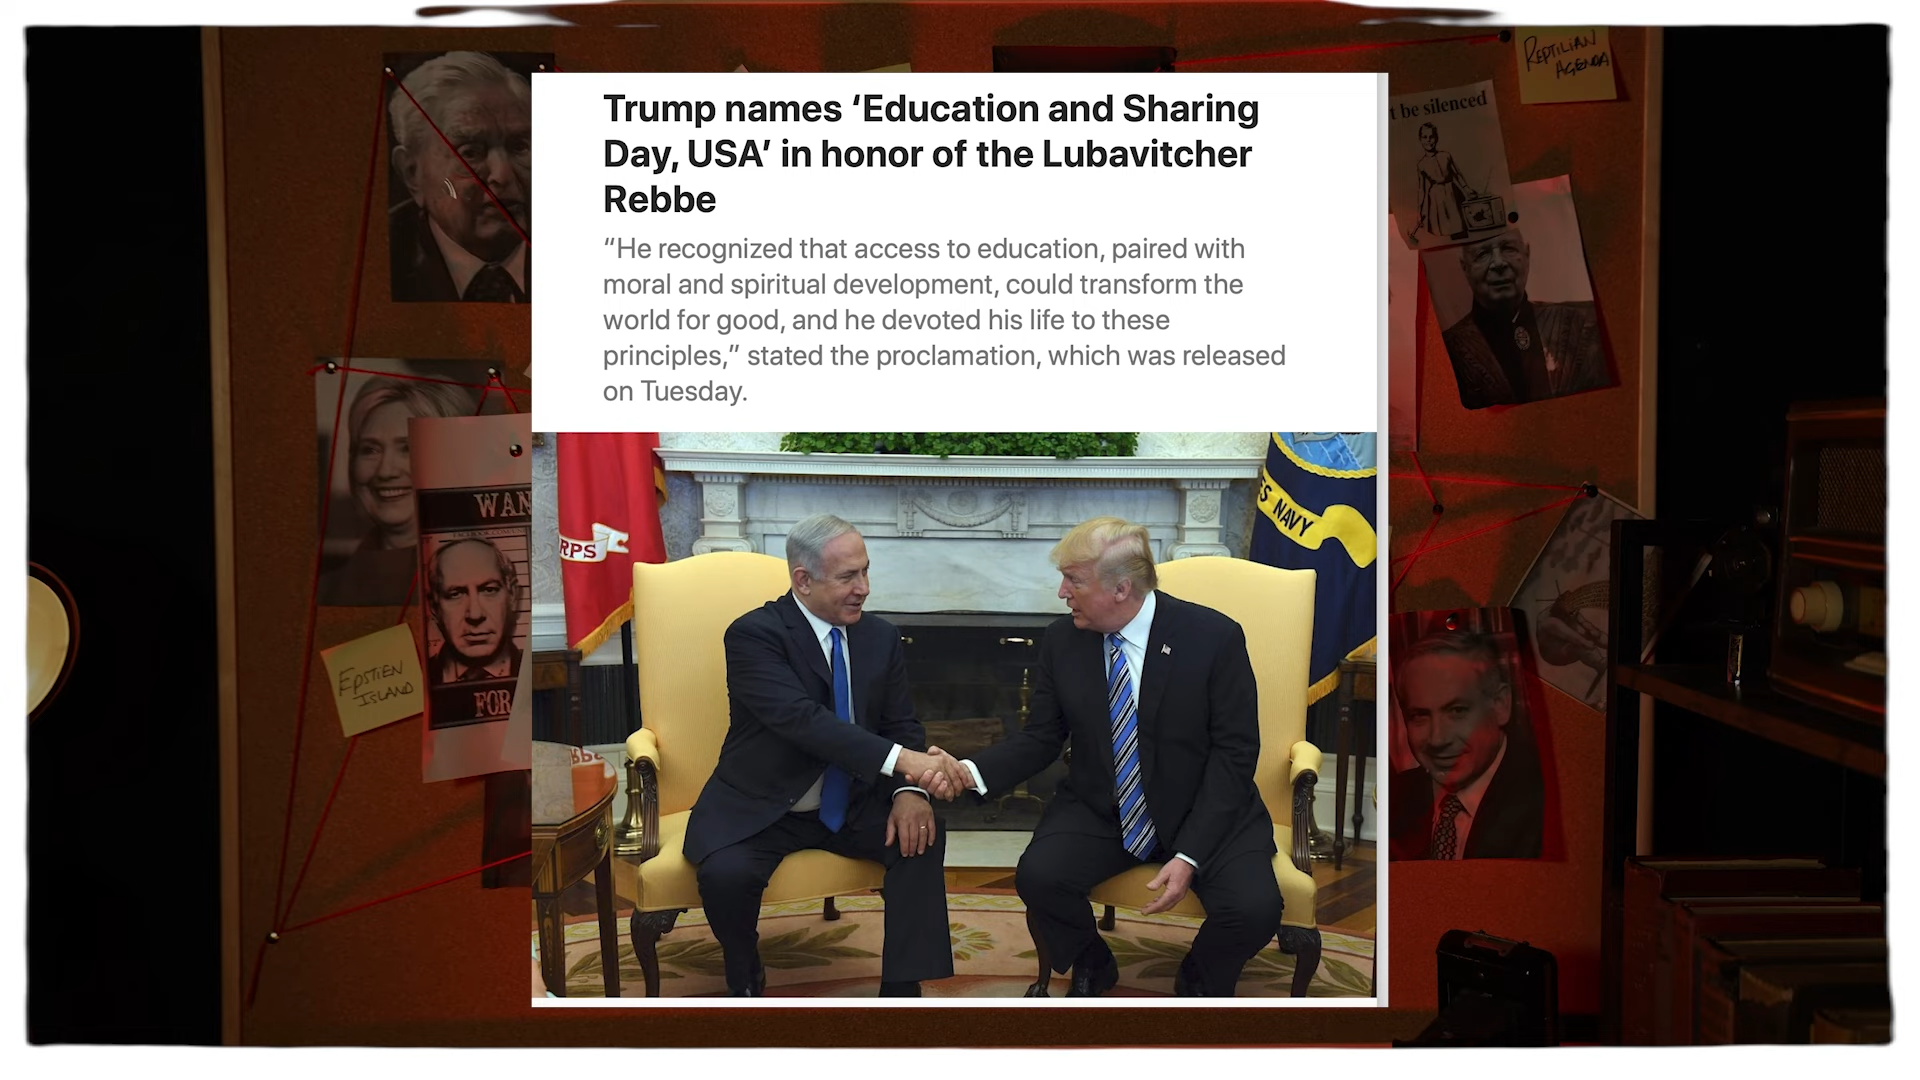 Trump names ‘Education and Sharing
Day, USA’ in honor of the Lubavitcher
Rebbe
“He recognized that access to education, paired with
moral and spiritual development, could transform the
world for good, and he devoted his life to these
principles,” stated the proclamation, which was released
on Tuesday.
REPTILIAN
AGENDA
t be silenced
WAN
FOR
EPSTIEN
ISLAND
RPS
ES NAVY